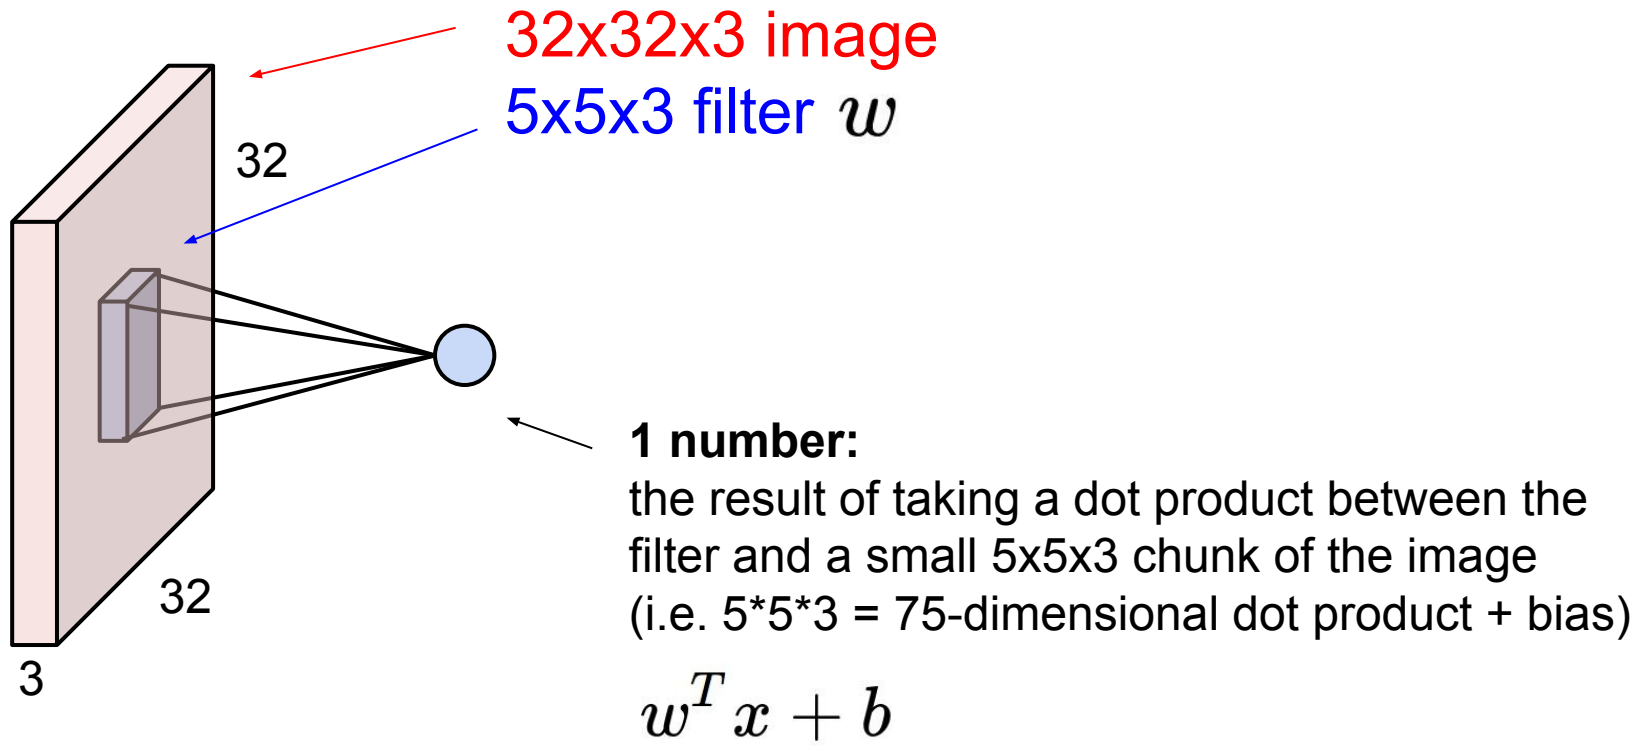 32x32x3 image
5x5x3 filter w
32
32
3
1 number:
the result of taking a dot product between the
filter and a small 5x5x3 chunk of the image
(i.e. 5*5*3 = 75-dimensional dot product + bias)
w^T x + b